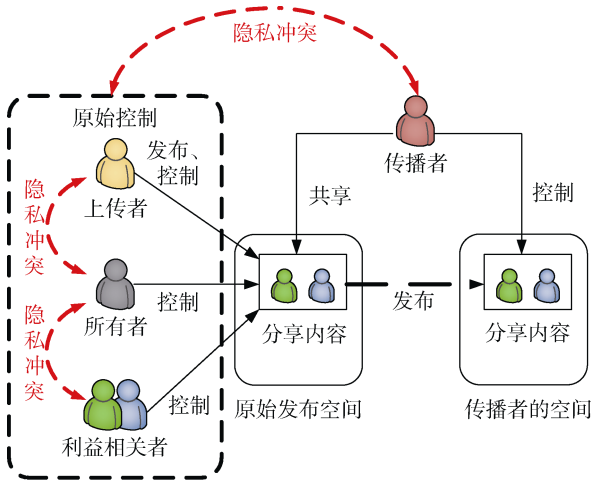 隐私冲突
原始控制
发布、
控制
上传者
隐私冲突
所有者
控制
隐私冲突
利益相关者
控制
传播者
共享
控制
分享内容
原始发布空间
发布
分享内容
传播者的空间